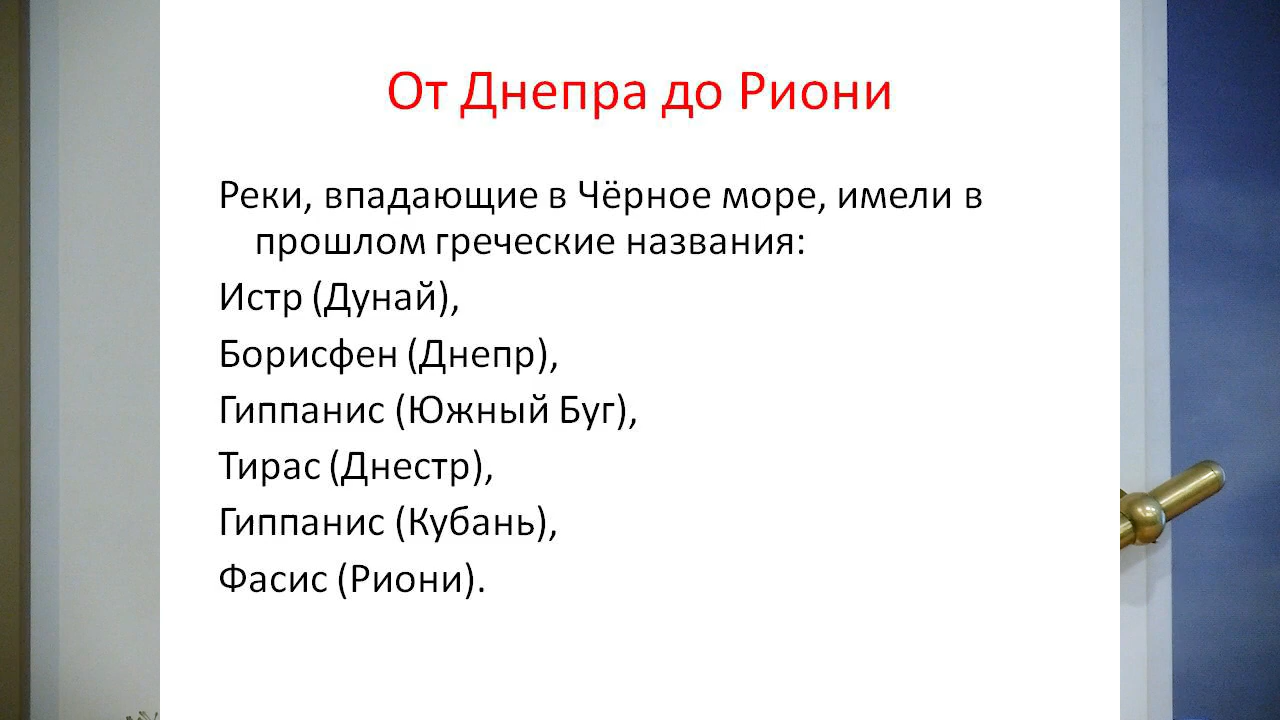 От Днепра до Риони
Реки, впадающие в Чёрное море, имели в
прошлом греческие названия:
Истр (Дунай),
Борисфен (Днепр),
Гиппанис (Южный Буг),
Тирас (Днестр),
Гиппанис (Кубань),
Фасис (Риони).